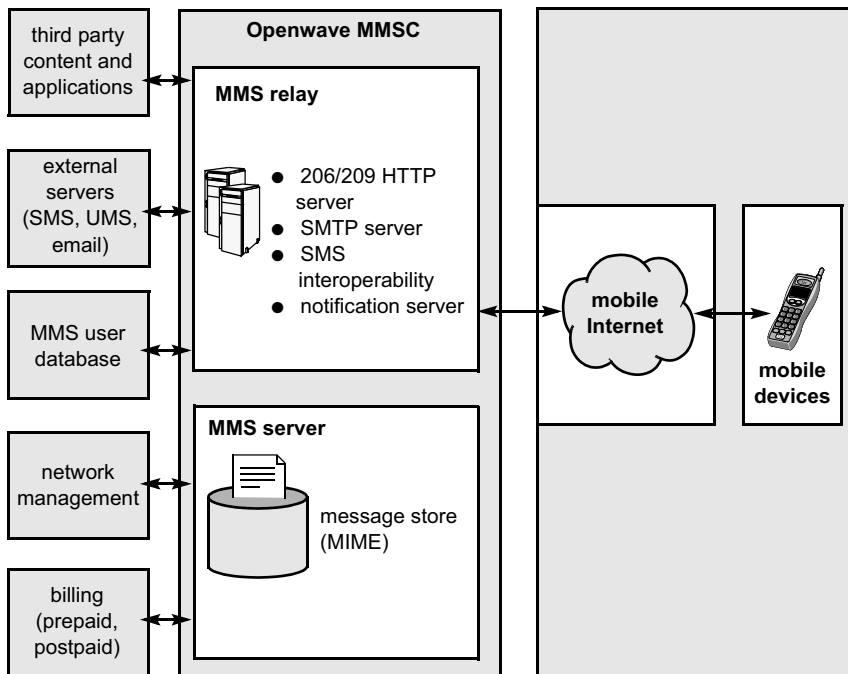 third party
content and
applications
external
servers
(SMS, UMS,
email)
MMS user
database
network
management
billing
(prepaid,
postpaid)
Openwave MMSC
MMS relay
● 206/209 HTTP
server
● SMTP server
● SMS
interoperability
● notification server
MMS server
message store
(MIME)
mobile
Internet
mobile
devices